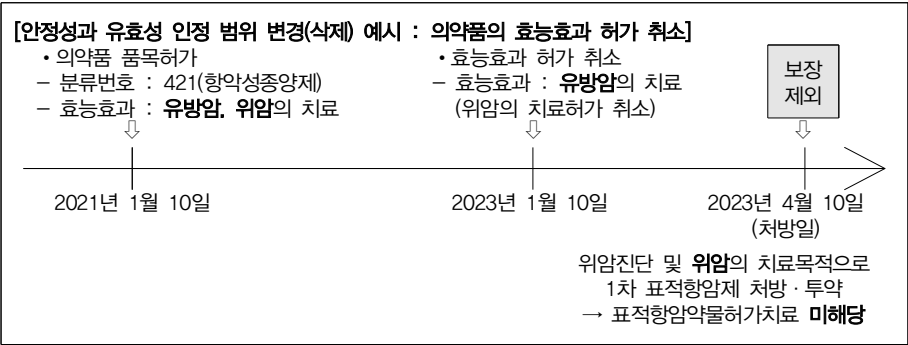 [안정성과 유효성 인정 범위 변경(삭제) 예시 : 의약품의 효능효과 허가 취소]
• 의약품 품목허가
– 분류번호 : 421(항악성종양제)
– 효능효과 : 유방암, 위암의 치료
• 효능효과 허가 취소
– 효능효과 : 유방암의 치료
(위암의 치료허가 취소)
보장
제외
2021년 1월 10일
2023년 1월 10일
2023년 4월 10일
(처방일)
위암진단 및 위암의 치료목적으로
1차 표적항암제 처방·투약
→ 표적항암약물허가치료 미해당